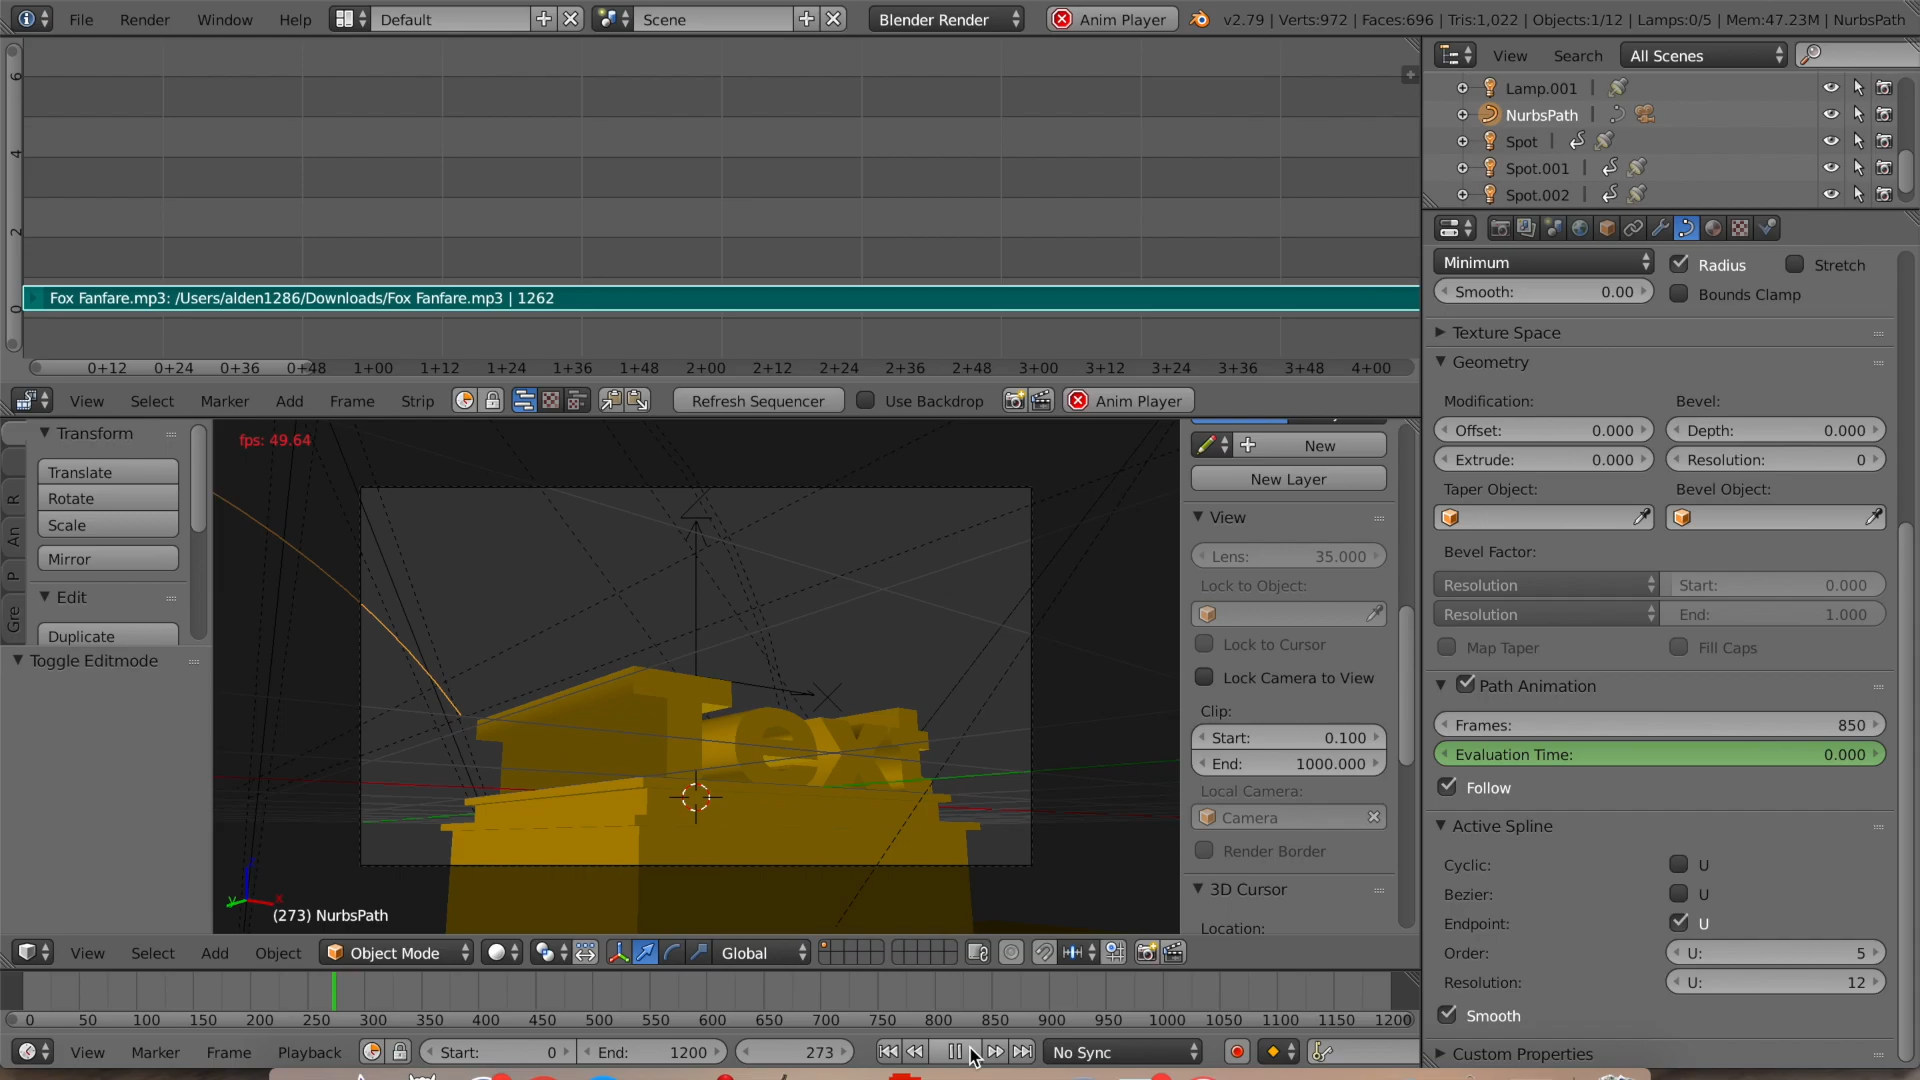 File Render Window Help Default Scene Blender Render Anim Player v2.79 | Verts:972 | Faces:696 | Tris:1,022 | Objects:1/12 | Lamps:0/5 | Mem:47.23M | NurbsPath
View Search All Scenes
Lamp.001
NurbsPath
Spot
Spot.001
Spot.002
6
4
2
0
Fox Fanfare.mp3: /Users/alden1286/Downloads/Fox Fanfare.mp3 | 1262
0+12 0+24 0+36 0+48 1+00 1+12 1+24 1+36 1+48 2+00 2+12 2+24 2+36 2+48 3+00 3+12 3+24 3+36 3+48 4+00
View Select Marker Add Frame Strip Refresh Sequencer Use Backdrop Anim Player
Transform
Translate
Rotate
Scale
Mirror
Edit
Duplicate
Toggle Editmode
R
An
P
Gre
fps: 49.64
ex
(273) NurbsPath
New
New Layer
View
Lens: 35.000
Lock to Object:
Lock to Cursor
Lock Camera to View
Clip:
Start: 0.100
End: 1000.000
Local Camera:
Camera
Render Border
3D Cursor
Location:
Minimum Radius Stretch
Smooth: 0.00 Bounds Clamp
Texture Space
Geometry
Modification: Bevel:
Offset: 0.000 Depth: 0.000
Extrude: 0.000 Resolution: 0
Taper Object: Bevel Object:
Bevel Factor:
Resolution Start: 0.000
Resolution End: 1.000
Map Taper Fill Caps
Path Animation
Frames: 850
Evaluation Time: 0.000
Follow
Active Spline
Cyclic: U
Bezier: U
Endpoint: U
Order: U: 5
Resolution: U: 12
Smooth
Custom Properties
View Select Add Object Object Mode Global
0 50 100 150 200 250 300 350 400 450 500 550 600 650 700 750 800 850 900 950 1000 1050 1100 1150 1200
View Marker Frame Playback Start: 0 End: 1200 273 No Sync